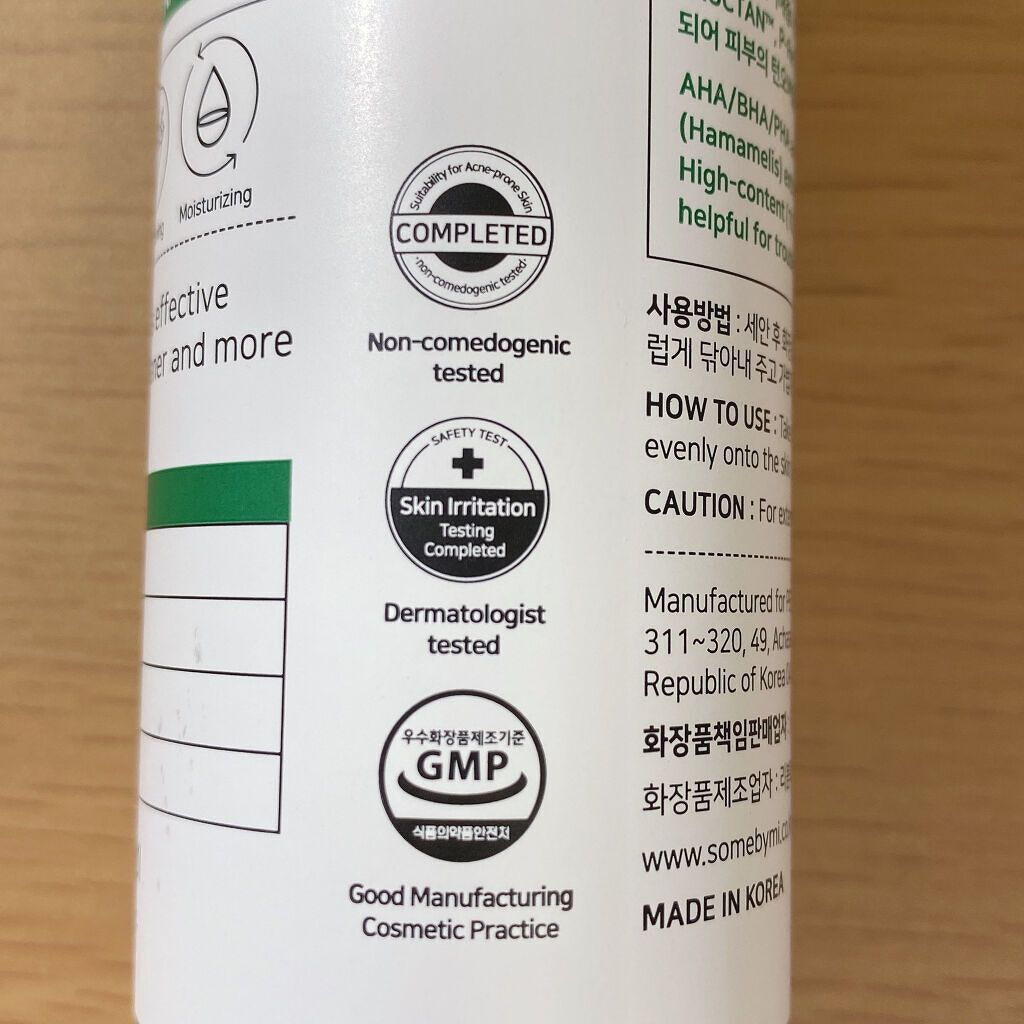 Moisturizing
effective
and more
Suitability for Acne-prone Skin
COMPLETED
·non-comedogenic tested·
Non-comedogenic
tested
SAFETY TEST
Skin Irritation
Testing
Completed
Dermatologist
tested
우수화장품제조기준
GMP
식품의약품안전처
Good Manufacturing
Cosmetic Practice
되어 피부의
AHA/BHA/PHA
(Hamamelis)
High-content
helpful for
사용방법 : 세안 후
럽게 닦아내 주고
HOW TO USE :
evenly onto the
CAUTION : For
Manufactured for
311~320, 49,
Republic of Korea
화장품책임판매업자
화장품제조업자 :
www.somebymi.
MADE IN KOREA